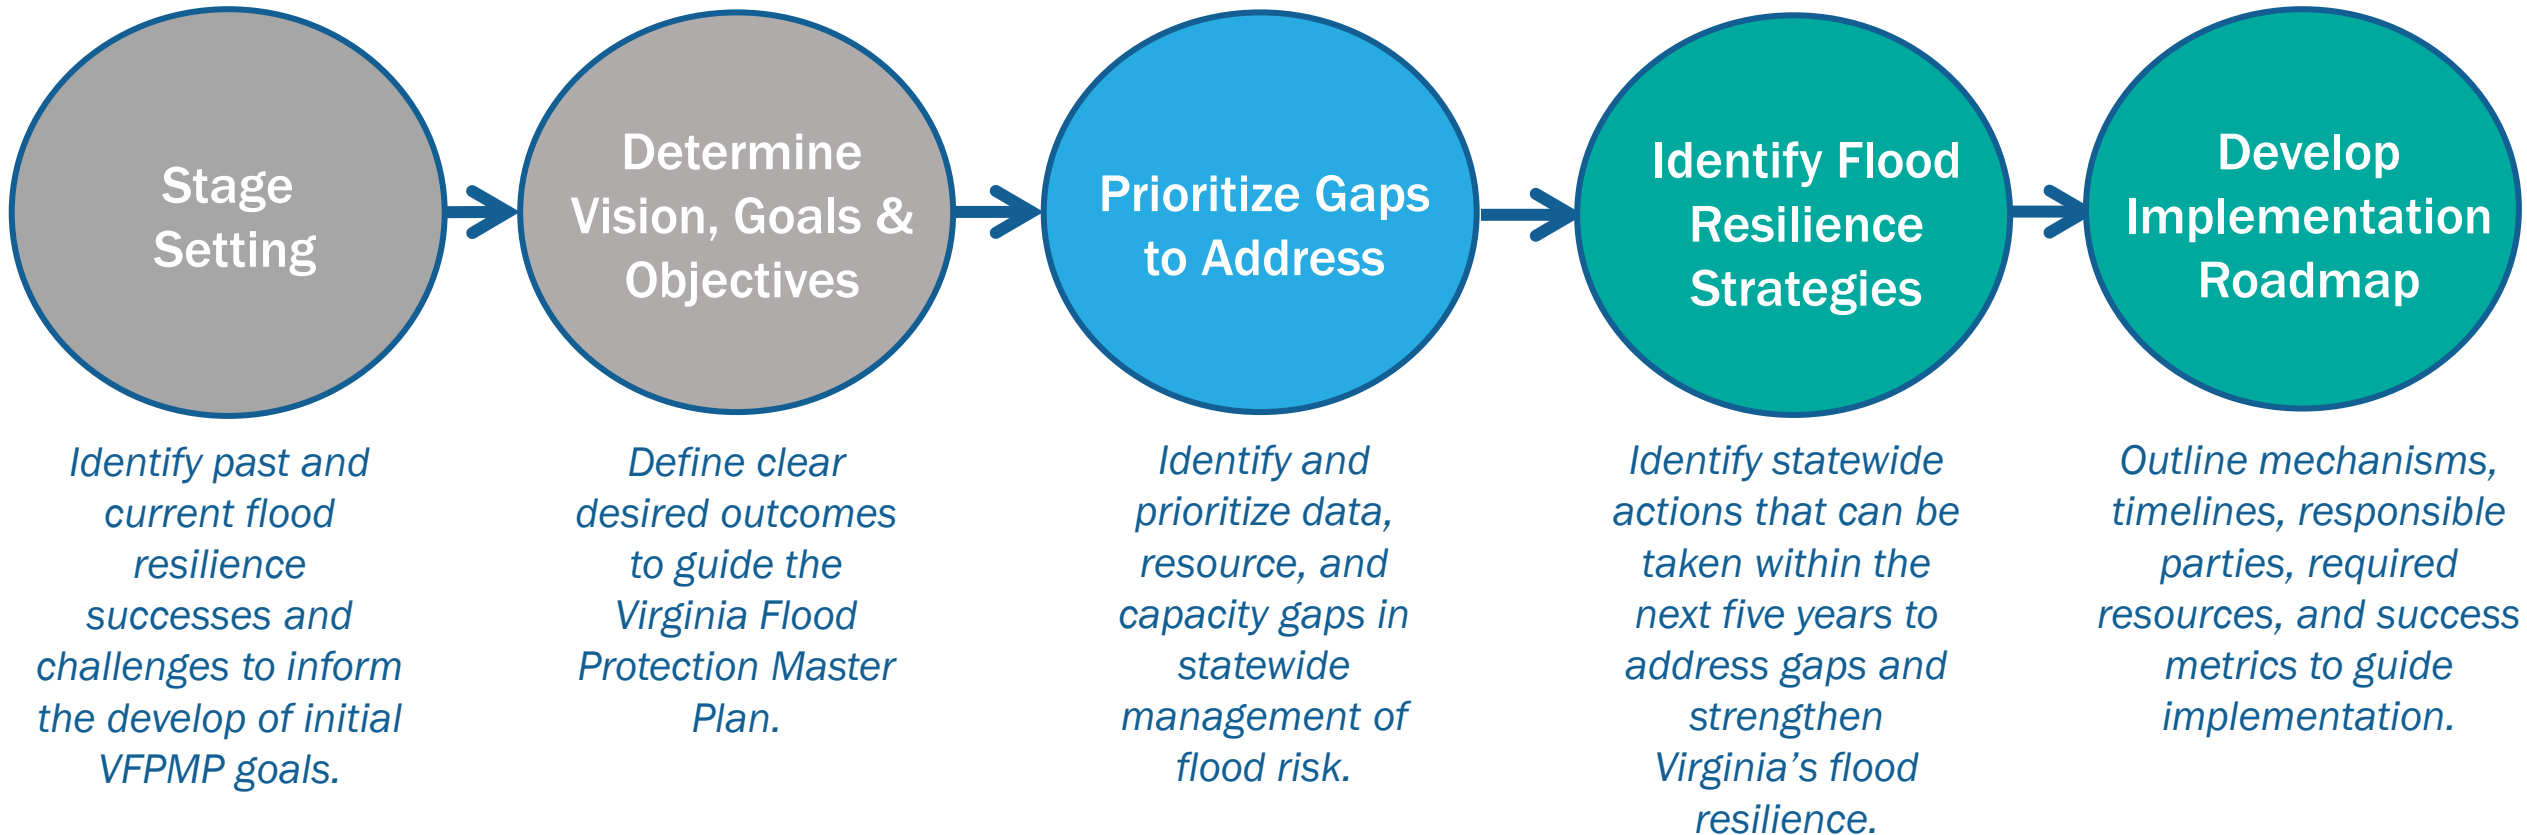 Stage
Setting
Determine
Vision, Goals &
Objectives
Prioritize Gaps
to Address
Identify Flood
Resilience
Strategies
Develop
Implementation
Roadmap
Identify past and
current flood
resilience
successes and
challenges to inform
the develop of initial
VFPMP goals.
Define clear
desired outcomes
to guide the
Virginia Flood
Protection Master
Plan.
Identify and
prioritize data,
resource, and
capacity gaps in
statewide
management of
flood risk.
Identify statewide
actions that can be
taken within the
next five years to
address gaps and
strengthen
Virginia’s flood
resilience.
Outline mechanisms,
timelines, responsible
parties, required
resources, and success
metrics to guide
implementation.